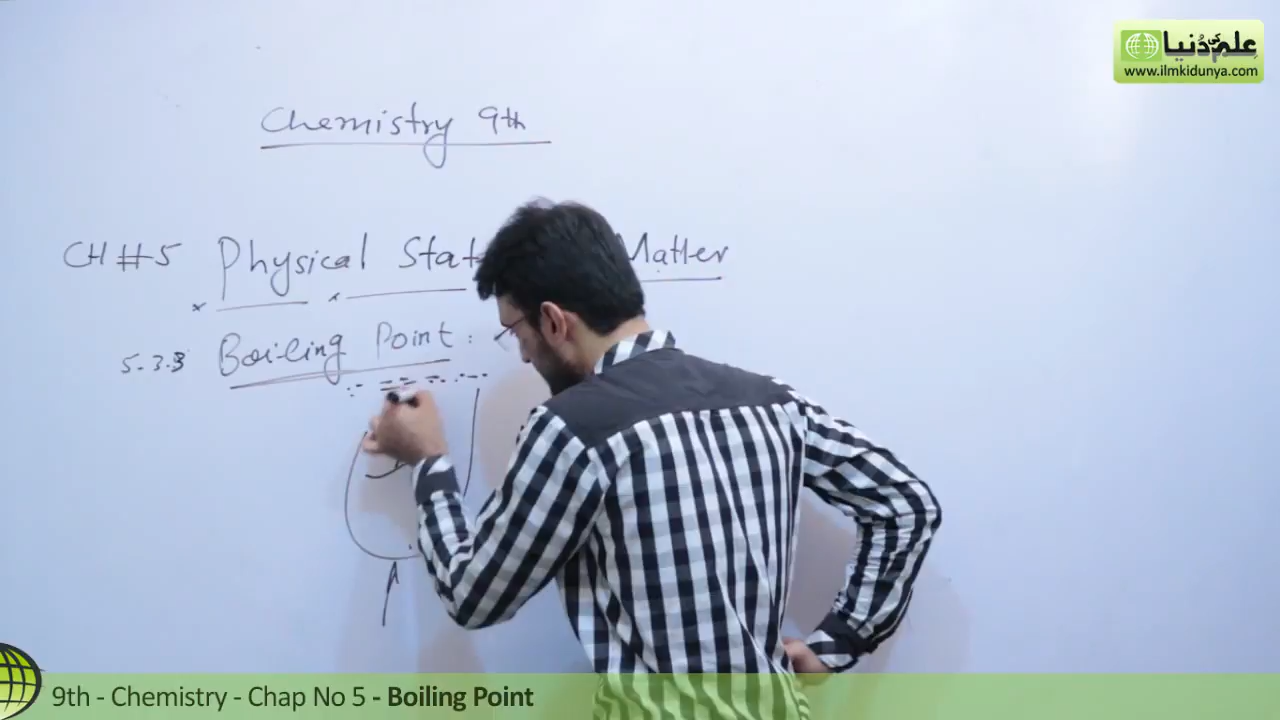 علم کی دنیا
www.ilmkidunya.com
Chemistry 9th
CH #5 Physical Stat Matter
5.3.3 Boiling Point :
9th - Chemistry - Chap No 5 - Boiling Point